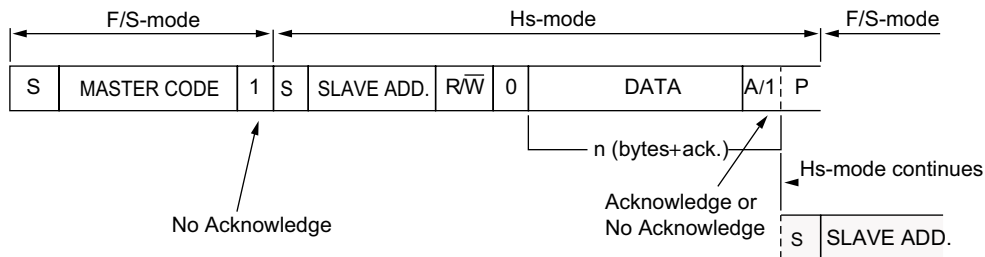 F/S-mode Hs-mode F/S-mode
S MASTER CODE 1 S SLAVE ADD. R/W̅ 0 DATA A/1 P
n (bytes+ack.)
Hs-mode continues
No Acknowledge
Acknowledge or
No Acknowledge
S SLAVE ADD.